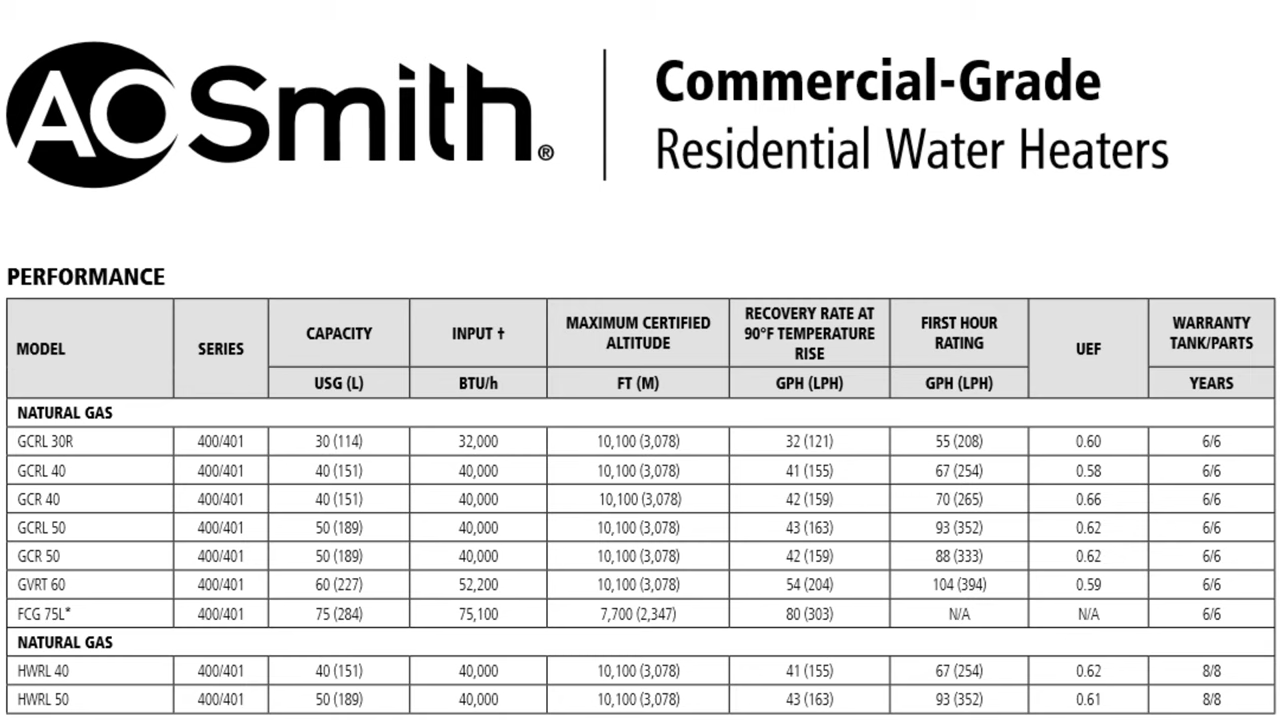 AOSmith®
Commercial-Grade
Residential Water Heaters
PERFORMANCE
MODEL SERIES CAPACITY INPUT † MAXIMUM CERTIFIED ALTITUDE RECOVERY RATE AT 90°F TEMPERATURE RISE FIRST HOUR RATING UEF WARRANTY TANK/PARTS
USG (L) BTU/h FT (M) GPH (LPH) GPH (LPH) YEARS
NATURAL GAS
GCRL 30R 400/401 30 (114) 32,000 10,100 (3,078) 32 (121) 55 (208) 0.60 6/6
GCRL 40 400/401 40 (151) 40,000 10,100 (3,078) 41 (155) 67 (254) 0.58 6/6
GCR 40 400/401 40 (151) 40,000 10,100 (3,078) 42 (159) 70 (265) 0.66 6/6
GCRL 50 400/401 50 (189) 40,000 10,100 (3,078) 43 (163) 93 (352) 0.62 6/6
GCR 50 400/401 50 (189) 40,000 10,100 (3,078) 42 (159) 88 (333) 0.62 6/6
GVRT 60 400/401 60 (227) 52,200 10,100 (3,078) 54 (204) 104 (394) 0.59 6/6
FCG 75L* 400/401 75 (284) 75,100 7,700 (2,347) 80 (303) N/A N/A 6/6
NATURAL GAS
HWRL 40 400/401 40 (151) 40,000 10,100 (3,078) 41 (155) 67 (254) 0.62 8/8
HWRL 50 400/401 50 (189) 40,000 10,100 (3,078) 43 (163) 93 (352) 0.61 8/8